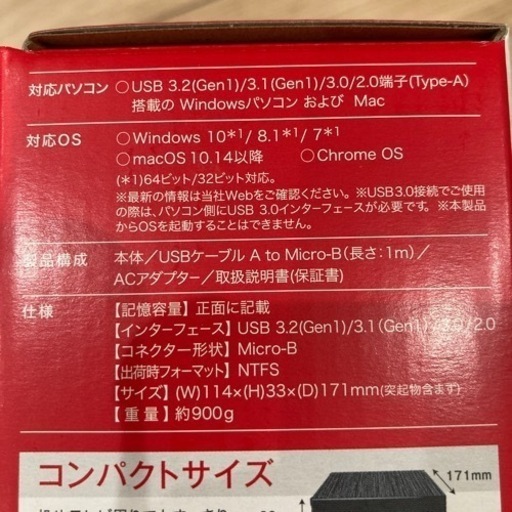 対応パソコン ○USB 3.2(Gen1)/3.1(Gen1)/3.0/2.0端子(Type-A)
搭載の Windowsパソコン および Mac
対応OS ○Windows 10*1/ 8.1*1/ 7*1
○macOS 10.14以降 ○Chrome OS
(*1)64ビット/32ビット対応。
※最新の情報は当社Webをご確認ください。※USB3.0接続でご使用
の際は、パソコン側にUSB 3.0インターフェースが必要です。※本製品
からOSを起動することはできません。
製品構成 本体／USBケーブル A to Micro-B(長さ:1m)／
ACアダプター／取扱説明書(保証書)
仕様 【記憶容量】正面に記載
【インターフェース】USB 3.2(Gen1)/3.1(Gen1)/3.0/2.0
【コネクター形状】Micro-B
【出荷時フォーマット】NTFS
【サイズ】(W)114×(H)33×(D)171mm(突起物含まず)
【重量】約900g
コンパクトサイズ
171mm